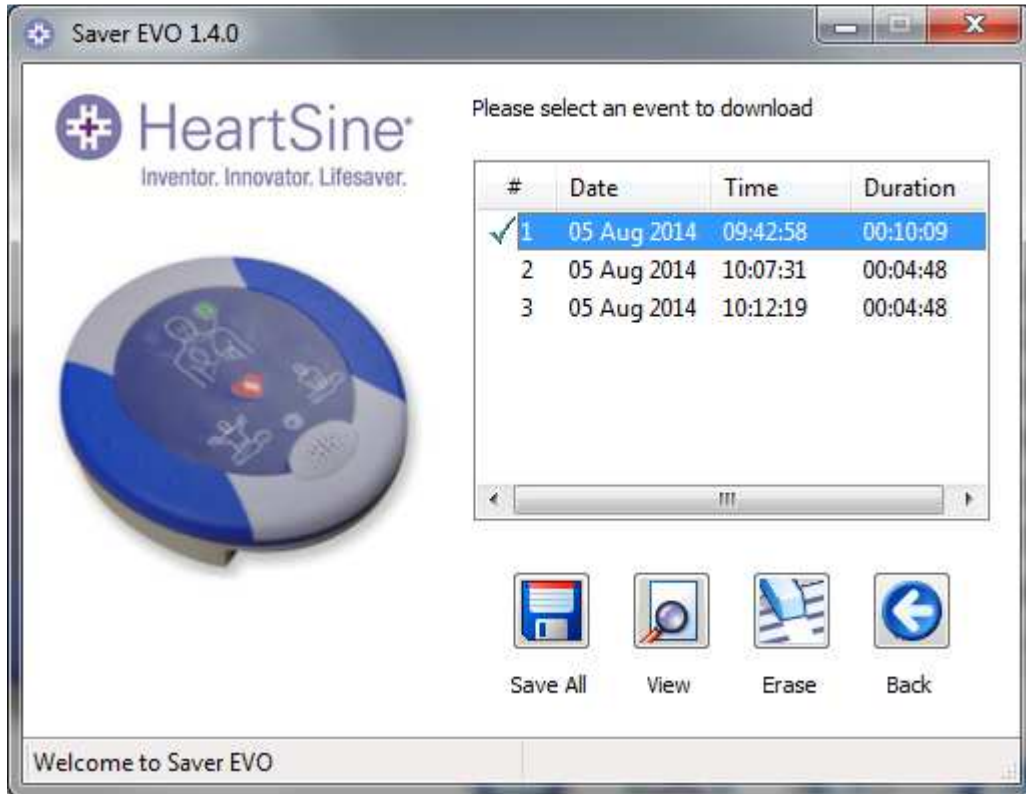 Saver EVO 1.4.0
HeartSine
Inventor. Innovator. Lifesaver.
Please select an event to download
# Date Time Duration
1 05 Aug 2014 09:42:58 00:10:09
2 05 Aug 2014 10:07:31 00:04:48
3 05 Aug 2014 10:12:19 00:04:48
Save All View Erase Back
Welcome to Saver EVO